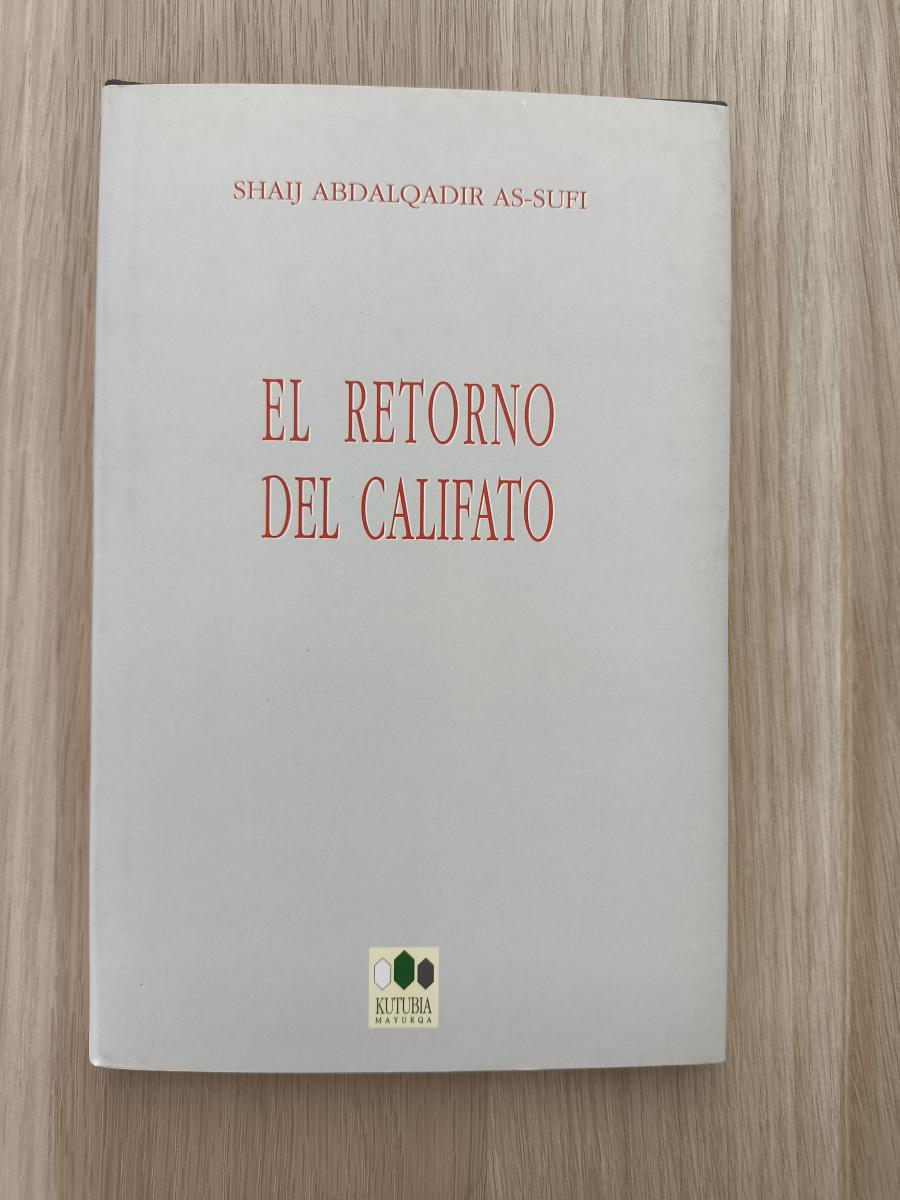 SHAIJ ABDALQADIR AS-SUFI
EL RETORNO
DEL CALIFATO
KUTUBIA
MAYURQA